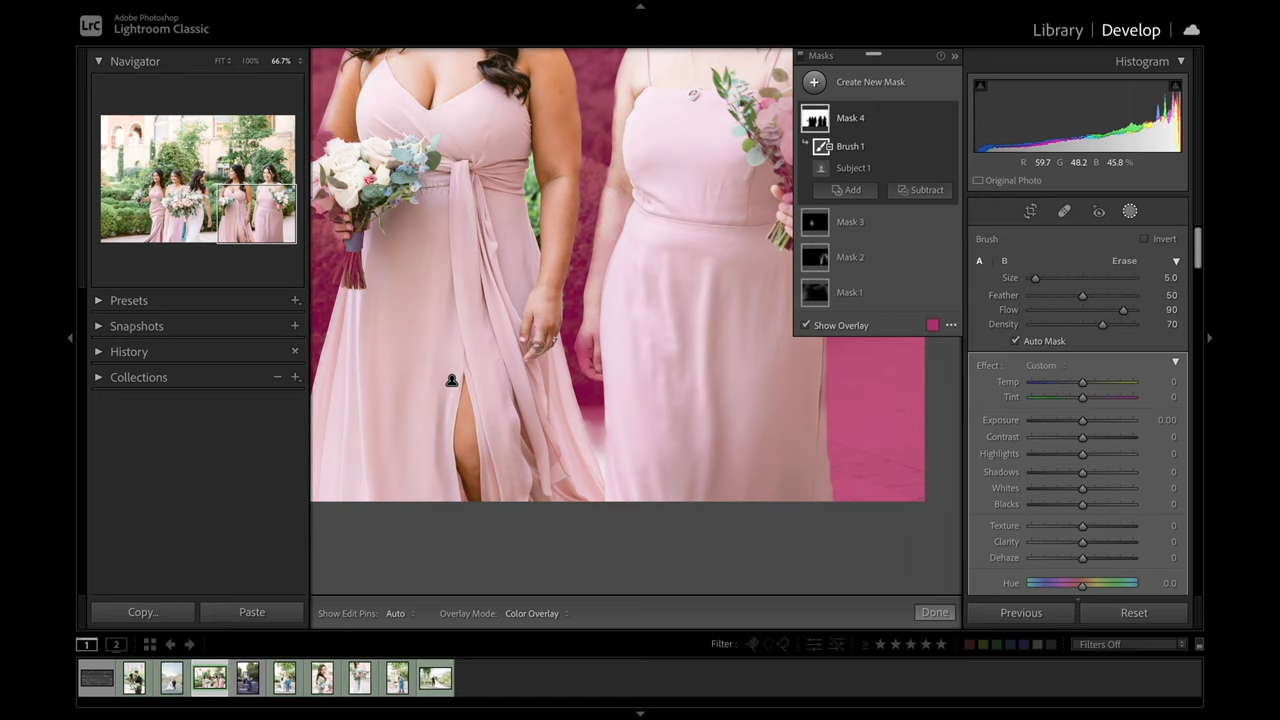 LrC
Adobe Photoshop
Lightroom Classic
Library | Develop
Navigator
FIT 100% 66.7%
Presets
Snapshots
History
Collections
Copy...
Paste
Masks
Create New Mask
Mask 4
Brush 1
Subject 1
Add
Subtract
Mask 3
Mask 2
Mask 1
Show Overlay
Histogram
R 59.7 G 48.2 B 45.8 %
Original Photo
Brush
Invert
A B Erase
Size 5.0
Feather 50
Flow 90
Density 70
Auto Mask
Effect: Custom
Temp 0
Tint 0
Exposure 0.00
Contrast 0
Highlights 0
Shadows 0
Whites 0
Blacks 0
Texture 0
Clarity 0
Dehaze 0
Hue 0.0
Previous
Reset
Show Edit Pins: Auto
Overlay Mode: Color Overlay
Done
1 2
Filter :
Filters Off